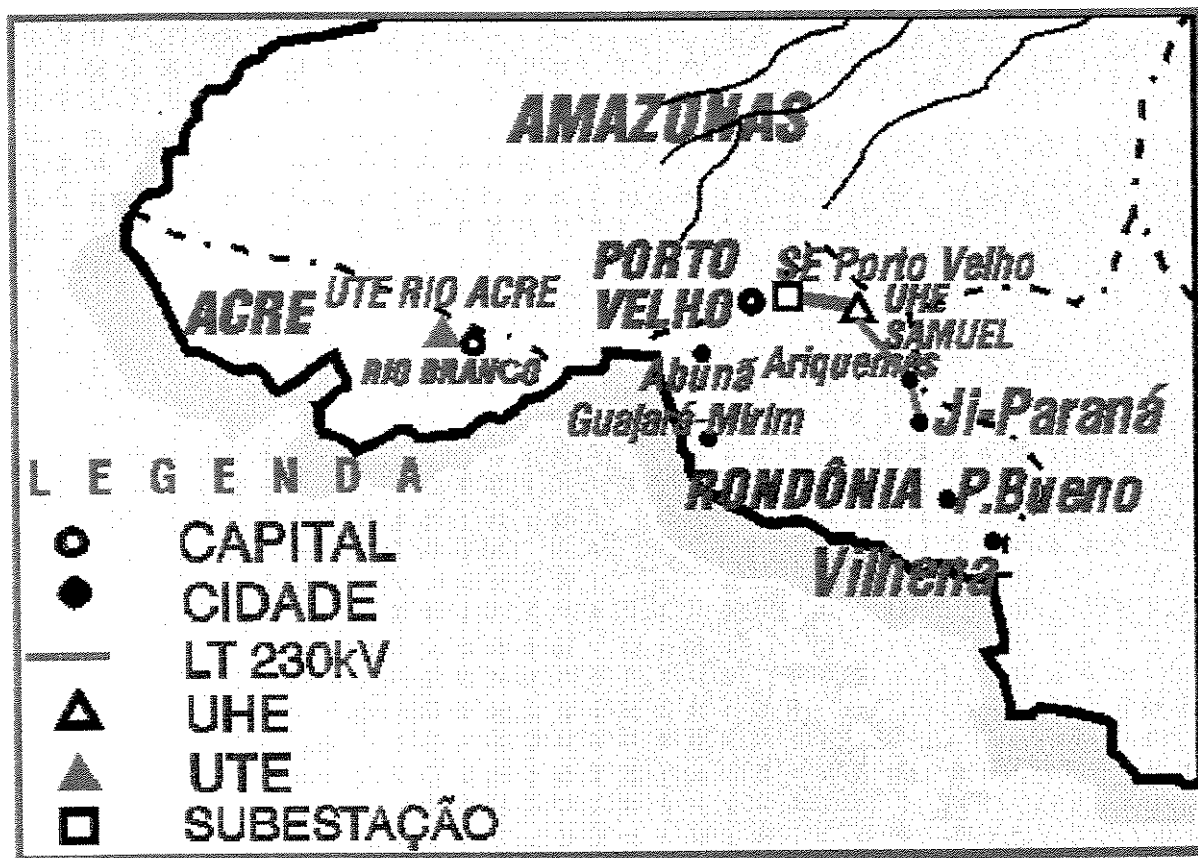 AMAZONAS
PORTO
VELHO
SE Porto Velho
UHE
SAMUEL
ACRE
UTE RIO ACRE
RIO BRANCO
Abunã
Ariquemes
Guajará-Mirim
Ji-Paraná
RONDÔNIA
P.Bueno
Vilhena
LEGENDA
CAPITAL
CIDADE
LT 230kV
UHE
UTE
SUBESTAÇÃO